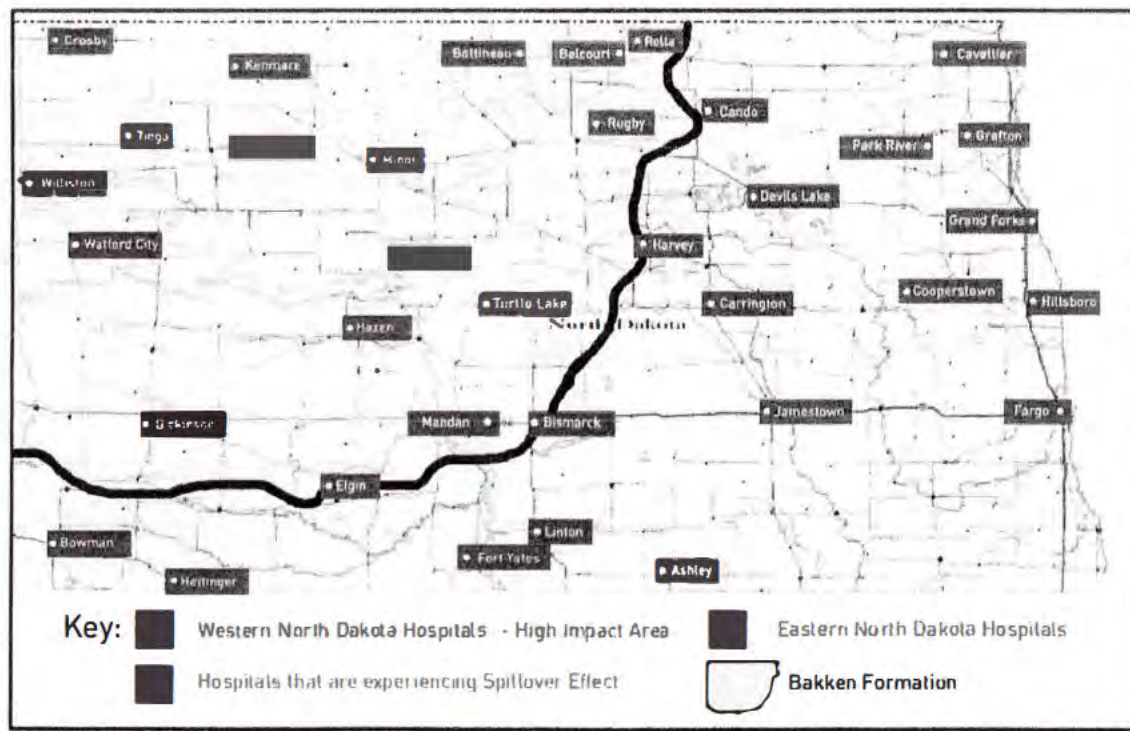 Crosby
Kenmare
Bottineau
Belcourt
Rolla
Cavalier
Tioga
Minot
Rugby
Cando
Park River
Grafton
Williston
Devils Lake
Grand Forks
Watford City
Harvey
Turtle Lake
Carrington
Cooperstown
Hillsboro
Hazen
North Dakota
Dickinson
Mandan
Bismarck
Jamestown
Fargo
Elgin
Bowman
Hettinger
Fort Yates
Linton
Ashley
Key:
Western North Dakota Hospitals - High Impact Area
Eastern North Dakota Hospitals
Hospitals that are experiencing Spillover Effect
Bakken Formation